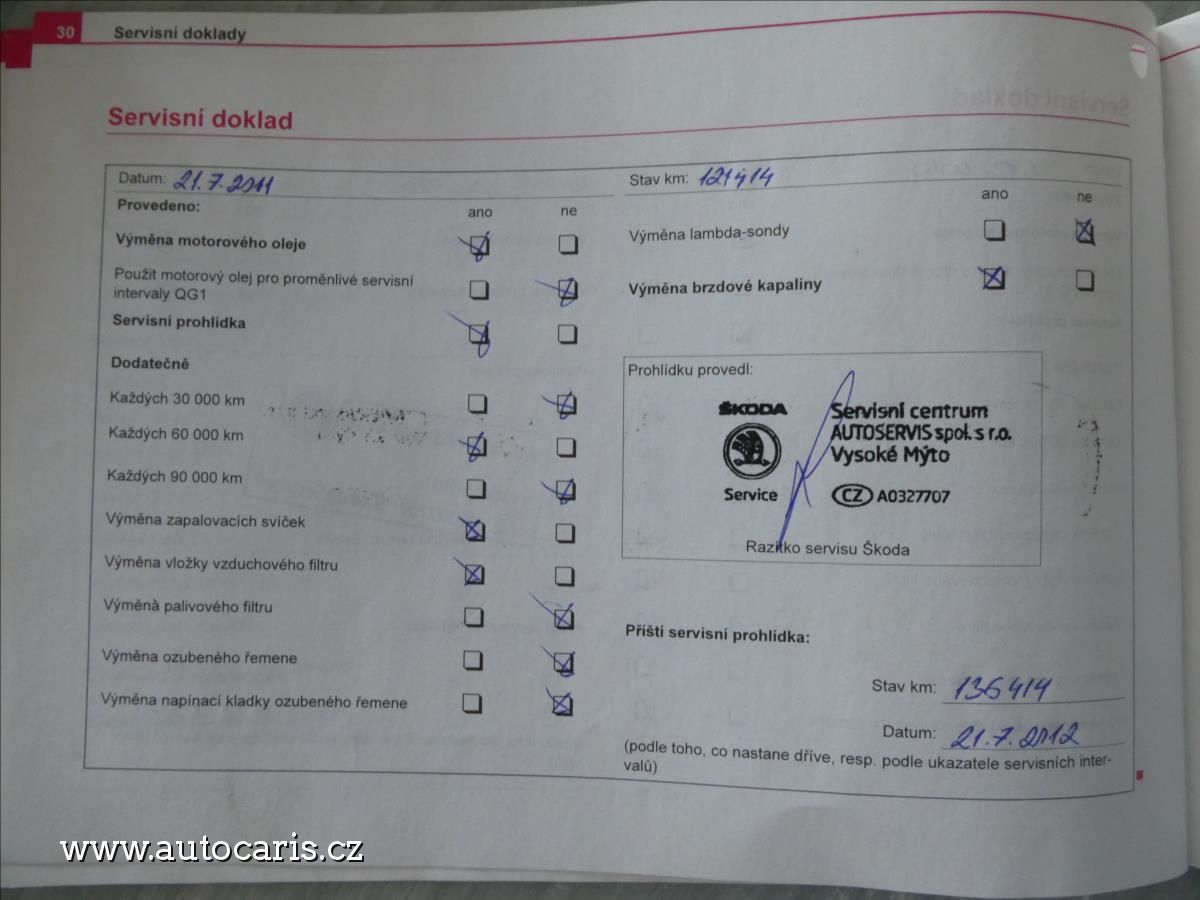 30 Servisní doklady
Servisní doklad
Datum: 21.7.2011
Provedeno:
ano ne
Výměna motorového oleje
Použit motorový olej pro proměnlivé servisní
intervaly QG1
Servisní prohlídka
Dodatečně
Každých 30 000 km
Každých 60 000 km
Každých 90 000 km
Výměna zapalovacích svíček
Výměna vložky vzduchového filtru
Výměna palivového filtru
Výměna ozubeného řemene
Výměna napínací kladky ozubeného řemene
Stav km: 121414
ano ne
Výměna lambda-sondy
Výměna brzdové kapaliny
Prohlídku provedl:
ŠKODA
Service
Servisní centrum
AUTOSERVIS spol. s r.o.
Vysoké Mýto
CZ A0327707
Razítko servisu Škoda
Příští servisní prohlídka:
Stav km: 136414
Datum: 21.7.2012
(podle toho, co nastane dříve, resp. podle ukazatele servisních inter-
valů)
www.autocaris.cz